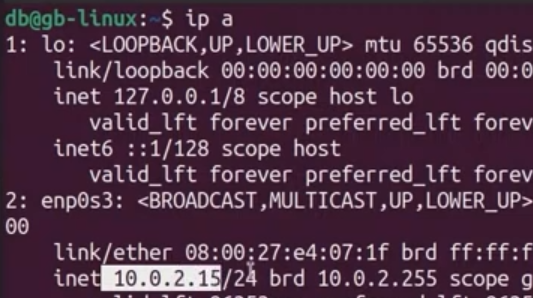 db@gb-linux:~$ ip a
1: lo: <LOOPBACK,UP,LOWER_UP> mtu 65536 qdis
link/loopback 00:00:00:00:00:00 brd 00:0
inet 127.0.0.1/8 scope host lo
valid_lft forever preferred_lft forev
inet6 ::1/128 scope host
valid_lft forever preferred_lft forev
2: enp0s3: <BROADCAST,MULTICAST,UP,LOWER_UP>
00
link/ether 08:00:27:e4:07:1f brd ff:ff:f
inet 10.0.2.15/24 brd 10.0.2.255 scope g